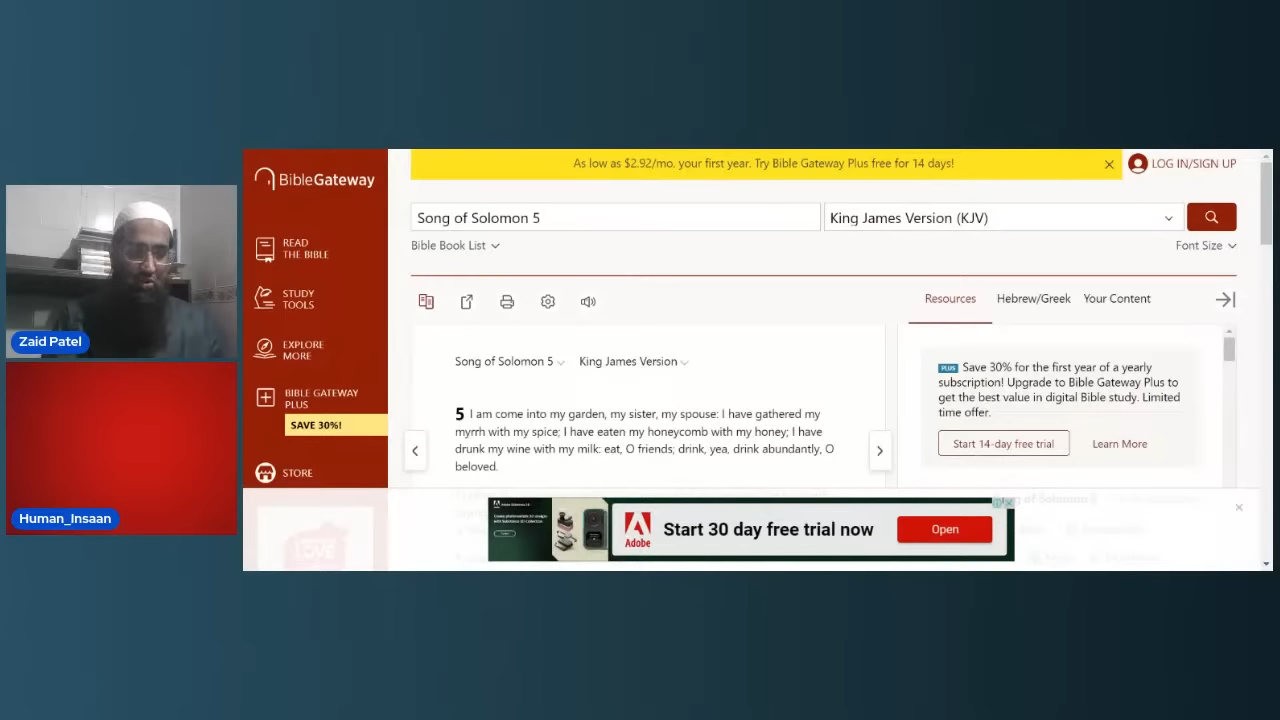 As low as $2.92/mo. your first year. Try Bible Gateway Plus free for 14 days!
LOG IN/SIGN UP
BibleGateway
Song of Solomon 5
King James Version (KJV)
Bible Book List
Font Size
READ
THE BIBLE
STUDY
TOOLS
EXPLORE
MORE
BIBLE GATEWAY
PLUS
SAVE 30%!
STORE
Resources
Hebrew/Greek
Your Content
Song of Solomon 5
King James Version
5 I am come into my garden, my sister, my spouse: I have gathered my
myrrh with my spice; I have eaten my honeycomb with my honey; I have
drunk my wine with my milk: eat, O friends; drink, yea, drink abundantly, O
beloved.
PLUS Save 30% for the first year of a yearly
subscription! Upgrade to Bible Gateway Plus to
get the best value in digital Bible study. Limited
time offer.
Start 14-day free trial
Learn More
Zaid Patel
Human_Insaan
LOVE
Adobe
Start 30 day free trial now
Open